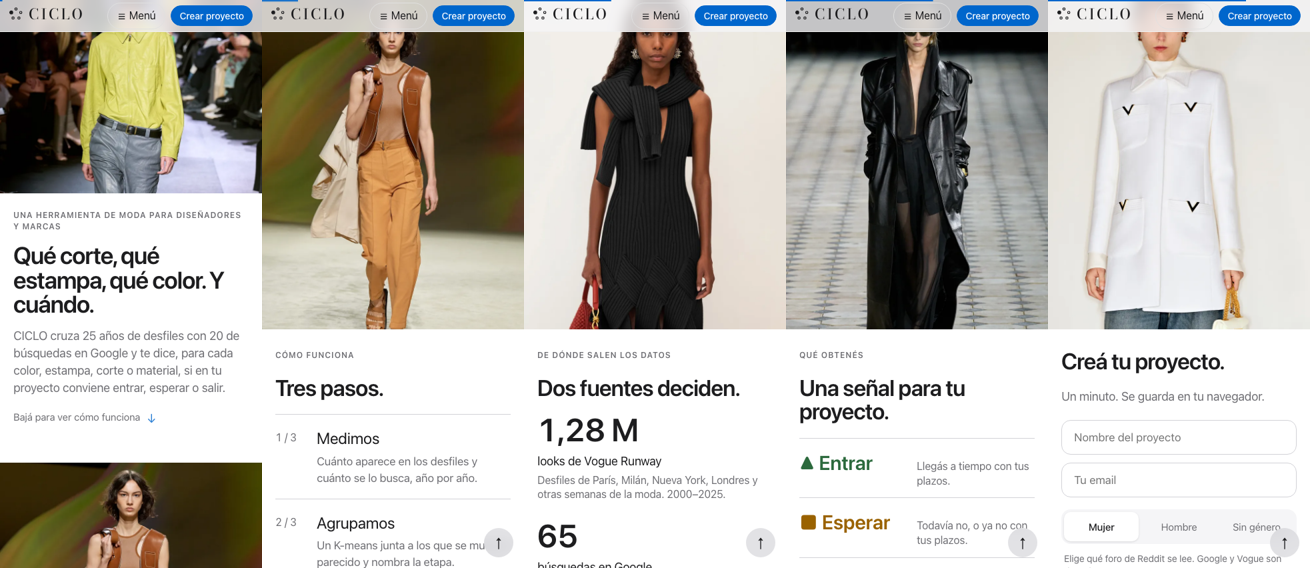 CICLO
≡ Menú
Crear proyecto
UNA HERRAMIENTA DE MODA PARA DISEÑADORES
Y MARCAS
Qué corte, qué
estampa, qué color. Y
cuándo.
CICLO cruza 25 años de desfiles con 20 de
búsquedas en Google y te dice, para cada
color, estampa, corte o material, si en tu
proyecto conviene entrar, esperar o salir.
Bajá para ver cómo funciona ↓
CICLO
≡ Menú
Crear proyecto
CÓMO FUNCIONA
Tres pasos.
1 / 3
Medimos
Cuánto aparece en los desfiles y
cuánto se lo busca, año por año.
2 / 3
Agrupamos
Un K-means junta a los que se mu
parecido y nombra la etapa.
↑
CICLO
≡ Menú
Crear proyecto
DE DÓNDE SALEN LOS DATOS
Dos fuentes deciden.
1,28 M
looks de Vogue Runway
Desfiles de París, Milán, Nueva York, Londres y
otras semanas de la moda. 2000–2025.
65
búsquedas en Google
↑
CICLO
≡ Menú
Crear proyecto
QUÉ OBTENÉS
Una señal para tu
proyecto.
Entrar
Llegás a tiempo con tus
plazos.
Esperar
Todavía no, o ya no con
tus plazos.
↑
CICLO
≡ Menú
Crear proyecto
Creá tu proyecto.
Un minuto. Se guarda en tu navegador.
Nombre del proyecto
Tu email
Mujer
Hombre
Sin género
Elige qué foro de Reddit se lee. Google y Vogue son
↑